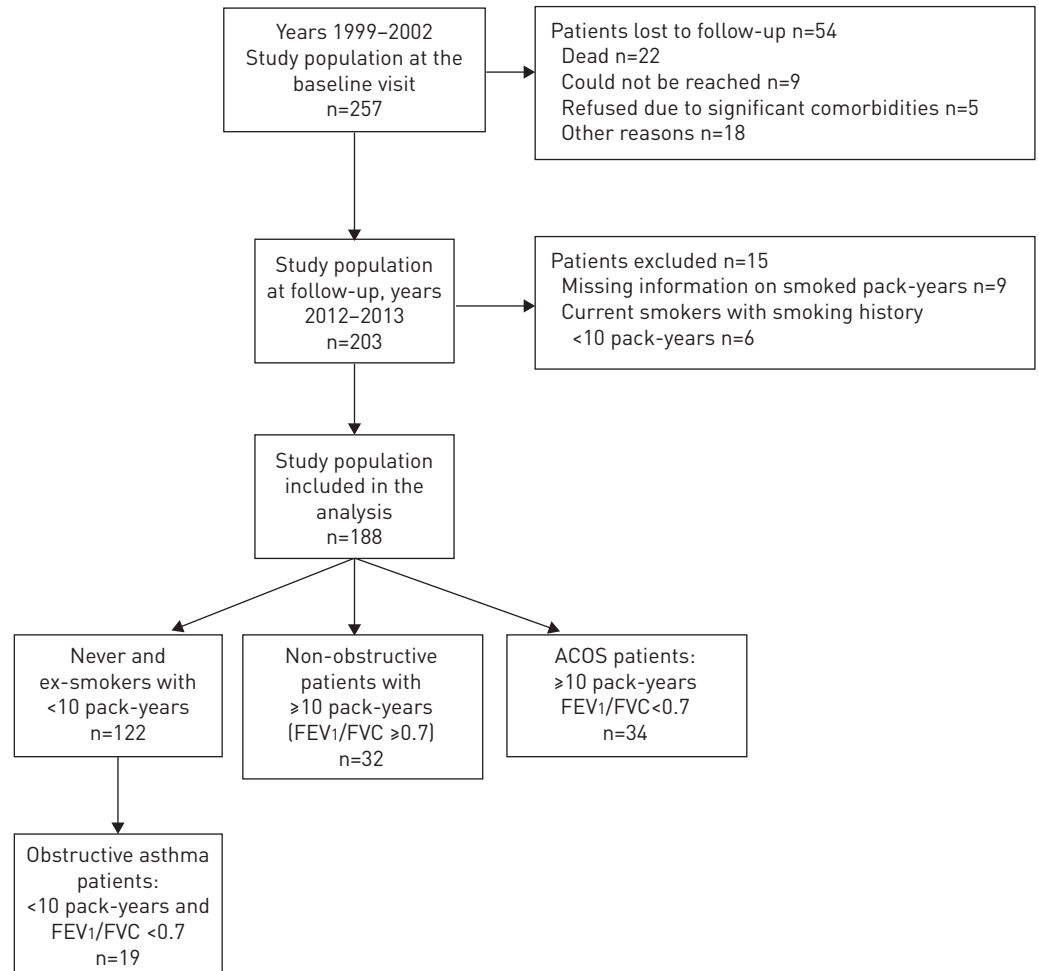 Years 1999–2002
Study population at the
baseline visit
n=257
Patients lost to follow-up n=54
Dead n=22
Could not be reached n=9
Refused due to significant comorbidities n=5
Other reasons n=18
Study population
at follow-up, years
2012–2013
n=203
Patients excluded n=15
Missing information on smoked pack-years n=9
Current smokers with smoking history
<10 pack-years n=6
Study population
included in the
analysis
n=188
Never and
ex-smokers with
<10 pack-years
n=122
Non-obstructive
patients with
⩾10 pack-years
(FEV1/FVC ⩾0.7)
n=32
ACOS patients:
⩾10 pack-years
FEV1/FVC<0.7
n=34
Obstructive asthma
patients:
<10 pack-years and
FEV1/FVC <0.7
n=19